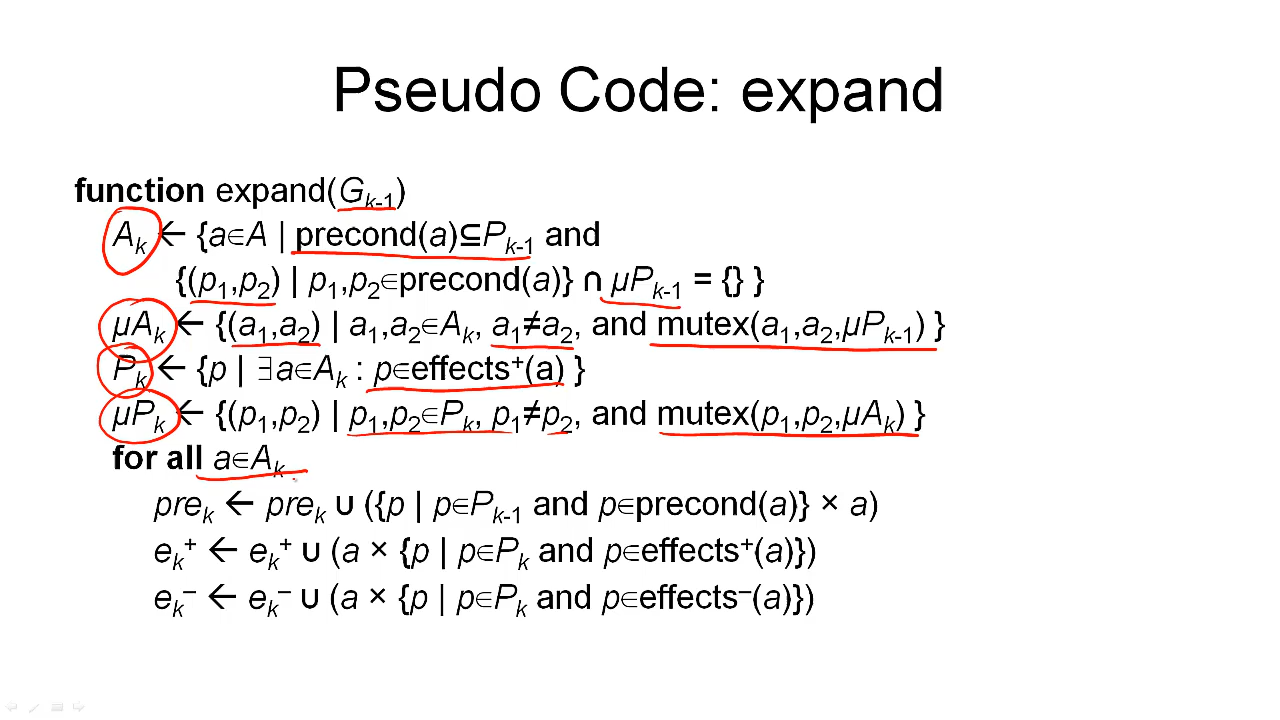 Pseudo Code: expand
function expand(Gk-1)
Ak ← {a∈A | precond(a)⊆Pk-1 and
{(p1,p2) | p1,p2∈precond(a)} ∩ μPk-1 = {} }
μAk ← {(a1,a2) | a1,a2∈Ak, a1≠a2, and mutex(a1,a2,μPk-1) }
Pk ← {p | ∃a∈Ak : p∈effects+(a) }
μPk ← {(p1,p2) | p1,p2∈Pk, p1≠p2, and mutex(p1,p2,μAk) }
for all a∈Ak
prek ← prek ∪ ({p | p∈Pk-1 and p∈precond(a)} × a)
ek+ ← ek+ ∪ (a × {p | p∈Pk and p∈effects+(a)})
ek– ← ek– ∪ (a × {p | p∈Pk and p∈effects–(a)})